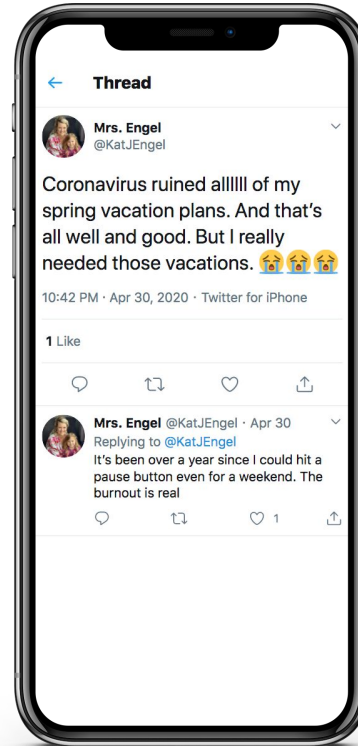 Thread
Mrs. Engel
@KatJEngel
Coronavirus ruined allllll of my
spring vacation plans. And that's
all well and good. But I really
needed those vacations. 😭😭😭
10:42 PM · Apr 30, 2020 · Twitter for iPhone
1 Like
Mrs. Engel @KatJEngel · Apr 30
Replying to @KatJEngel
It's been over a year since I could hit a
pause button even for a weekend. The
burnout is real
1